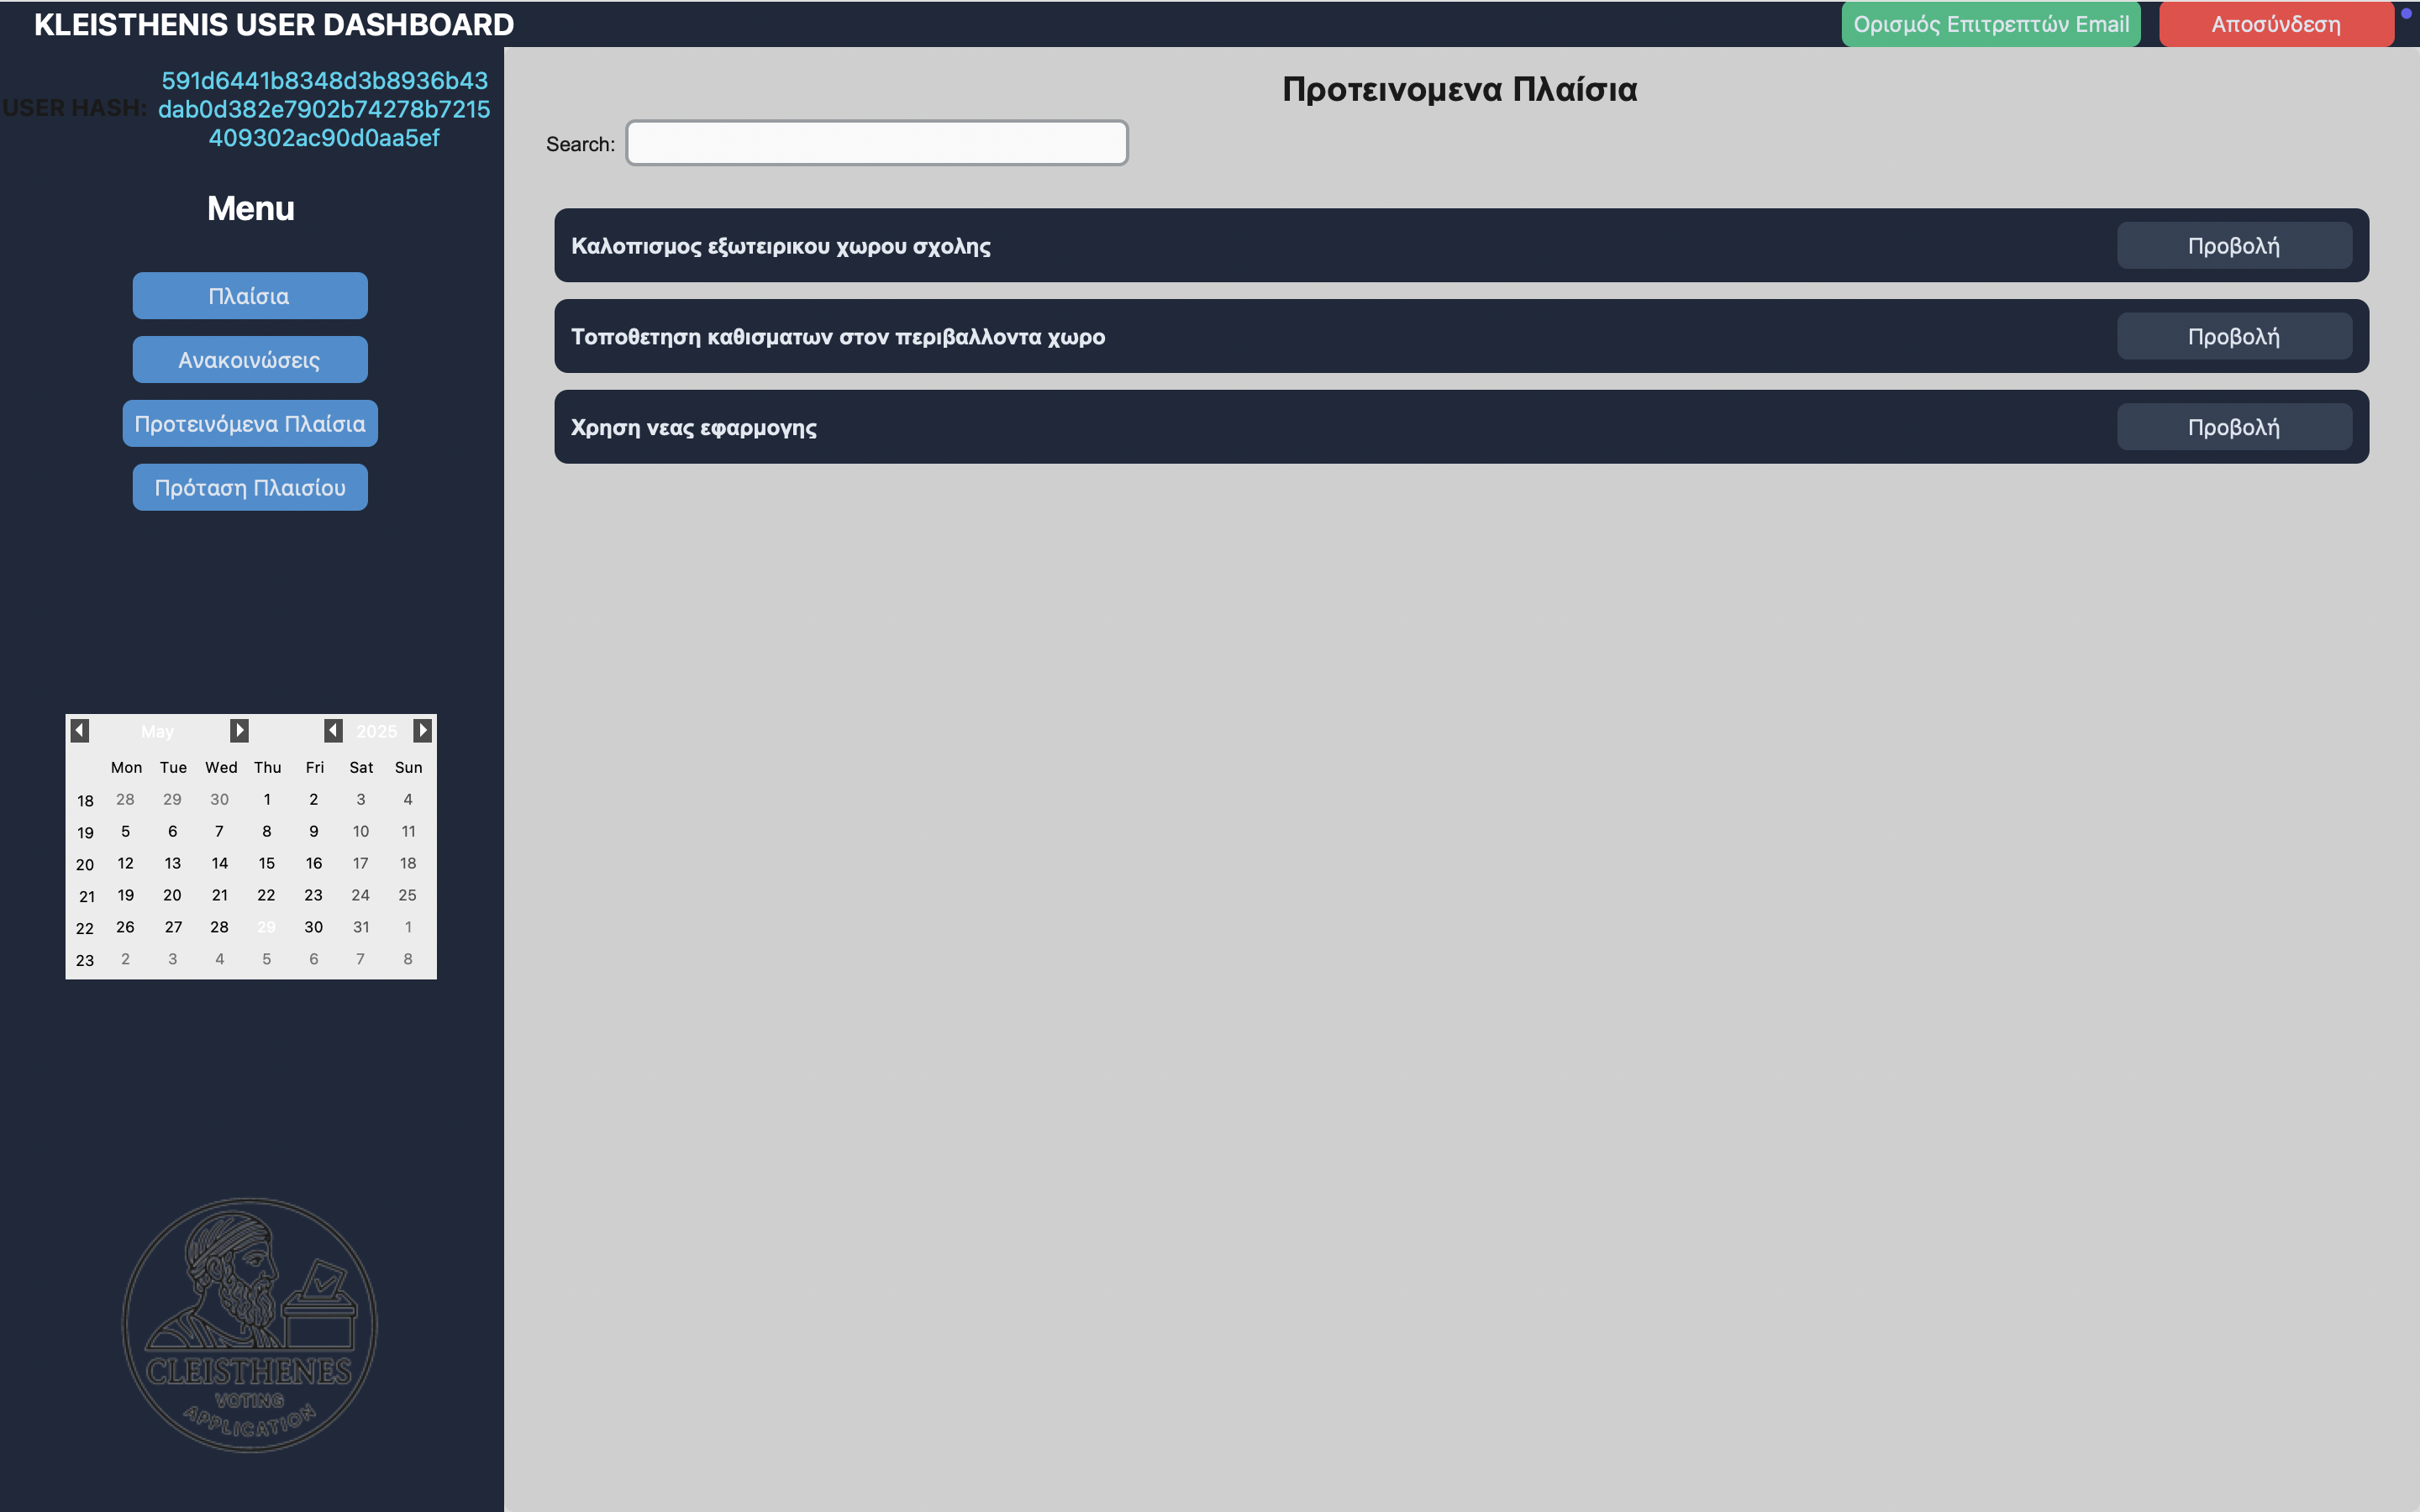 KLEISTHENIS USER DASHBOARD
Ορισμός Επιτρεπτών Email
Αποσύνδεση
USER HASH:
591d6441b8348d3b8936b43
dab0d382e7902b74278b7215
409302ac90d0aa5ef
Menu
Πλαίσια
Ανακοινώσεις
Προτεινόμενα Πλαίσια
Πρόταση Πλαισίου
May 2025
Mon Tue Wed Thu Fri Sat Sun
18 28 29 30 1 2 3 4
19 5 6 7 8 9 10 11
20 12 13 14 15 16 17 18
21 19 20 21 22 23 24 25
22 26 27 28 29 30 31 1
23 2 3 4 5 6 7 8
CLEISTHENES
VOTING
APPLICATION
Προτεινομενα Πλαίσια
Search:
Καλοπισμος εξωτειρικου χωρου σχολης Προβολή
Τοποθετηση καθισματων στον περιβαλλοντα χωρο Προβολή
Χρηση νεας εφαρμογης Προβολή